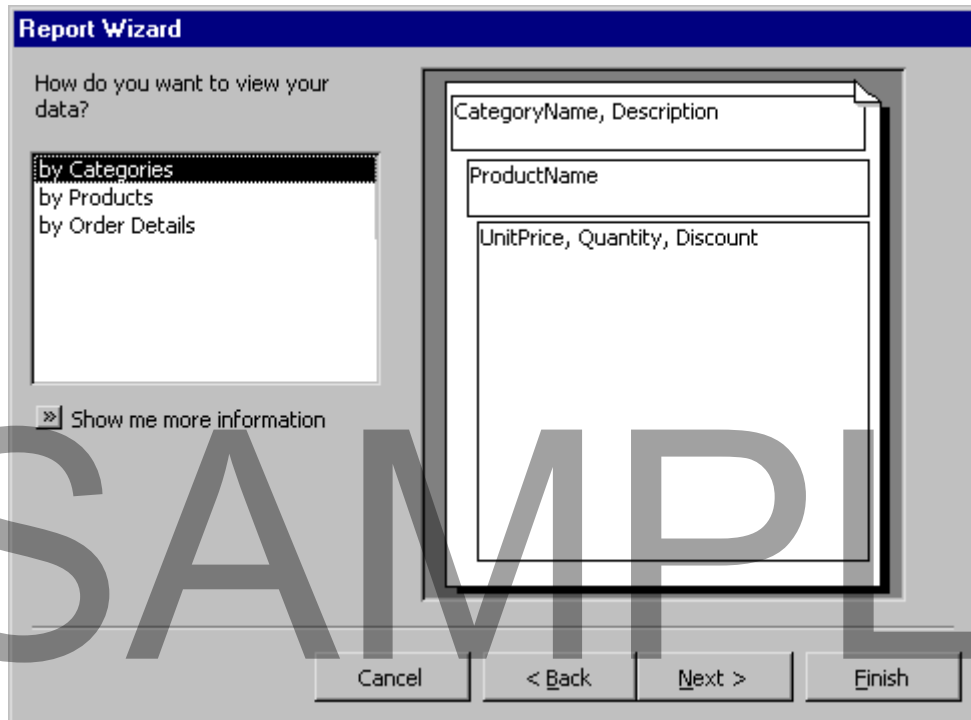 Report Wizard
How do you want to view your
data?
by Categories
by Products
by Order Details
» Show me more information
CategoryName, Description
ProductName
UnitPrice, Quantity, Discount
Cancel
< Back
Next >
Finish
SAMPL